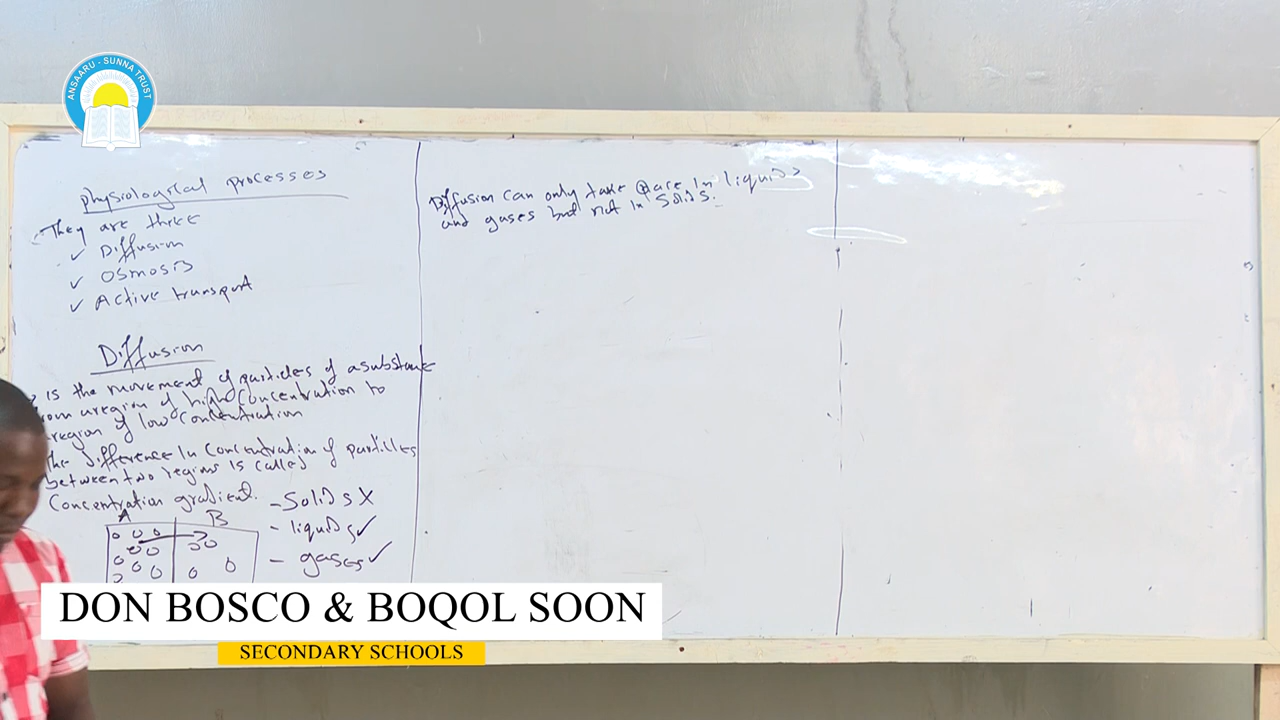 ANSAARU - SUNNA TRUST
physiological processes
They are three
✓ Diffusion
✓ Osmosis
✓ Active transport
Diffusion
is the movement of particles of a substance
from a region of high concentration to
a region of low concentration
The difference in concentration of particles
between two regions is called
Concentration gradient.
A B
- Solids X
- liquids ✓
- gases ✓
Diffusion can only take place in liquids
and gases but not in solids.
DON BOSCO & BOQOL SOON
SECONDARY SCHOOLS